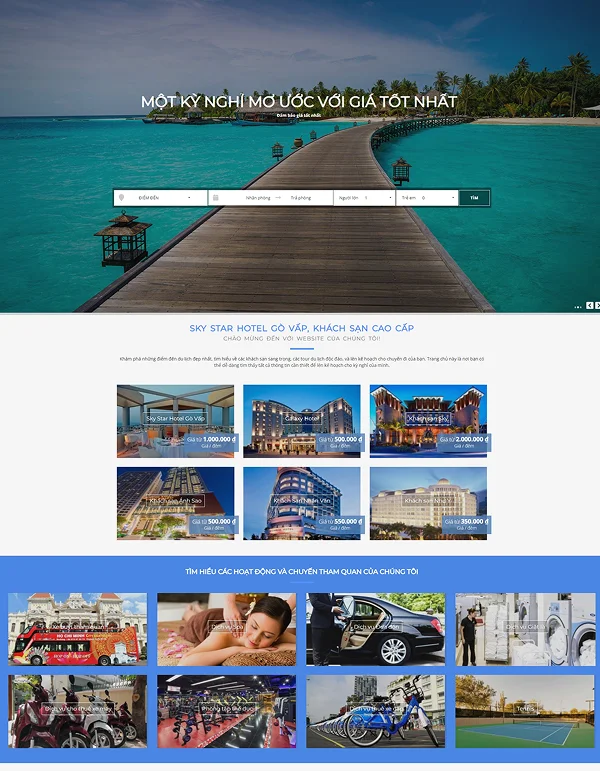 MỘT KỲ NGHỈ MƠ ƯỚC VỚI GIÁ TỐT NHẤT
Đảm bảo giá tốt nhất
ĐIỂM ĐẾN
Nhận phòng
Trả phòng
Người lớn 1
Trẻ em 0
TÌM
SKY STAR HOTEL GÒ VẤP, KHÁCH SẠN CAO CẤP
CHÀO MỪNG ĐẾN VỚI WEBSITE CỦA CHÚNG TÔI!
Khám phá những điểm đến du lịch đẹp nhất, tìm hiểu về các khách sạn sang trọng, các tour du lịch độc đáo, và lên kế hoạch cho chuyến đi của bạn. Trang chủ này là nơi bạn có
thể dễ dàng tìm thấy tất cả thông tin cần thiết để lên kế hoạch cho kỳ nghỉ của mình.
Sky Star Hotel Gò Vấp
Giá từ 1.000.000 ₫
Giá / đêm
Galaxy Hotel
Giá từ 500.000 ₫
Giá / đêm
Khách sạn Sky
Giá từ 2.000.000 ₫
Giá / đêm
Khách sạn Ánh Sao
Giá từ 500.000 ₫
Giá / đêm
Khách Sạn Nhân Văn
Giá từ 550.000 ₫
Giá / đêm
Khách sạn Như Ý
Giá từ 350.000 ₫
Giá / đêm
TÌM HIỂU CÁC HOẠT ĐỘNG VÀ CHUYẾN THAM QUAN CỦA CHÚNG TÔI
HO CHI MINH
Dịch vụ Spa
Dịch vụ Đưa đón
Dịch vụ Giặt là
Dịch vụ cho thuê xe máy
Phòng tập thể dục
Dịch vụ thuê xe đạp
Tennis